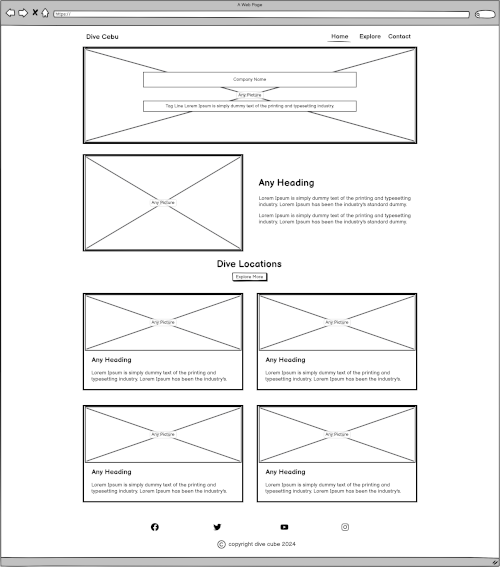 A Web Page
https://
Dive Cebu
Home Explore Contact
Company Name
Any Picture
Tag Line Lorem Ipsum is simply dummy text of the printing and typesetting industry.
Any Picture
Any Heading
Lorem Ipsum is simply dummy text of the printing and typesetting
industry. Lorem Ipsum has been the industry's standard dummy.
Lorem Ipsum is simply dummy text of the printing and typesetting
industry. Lorem Ipsum has been the industry's standard dummy.
Dive Locations
Explore More
Any Picture
Any Heading
Lorem Ipsum is simply dummy text of the printing and
typesetting industry. Lorem Ipsum has been the industry's.
Any Picture
Any Heading
Lorem Ipsum is simply dummy text of the printing and
typesetting industry. Lorem Ipsum has been the industry's.
Any Picture
Any Heading
Lorem Ipsum is simply dummy text of the printing and
typesetting industry. Lorem Ipsum has been the industry's.
Any Picture
Any Heading
Lorem Ipsum is simply dummy text of the printing and
typesetting industry. Lorem Ipsum has been the industry's.
© copyright dive cube 2024